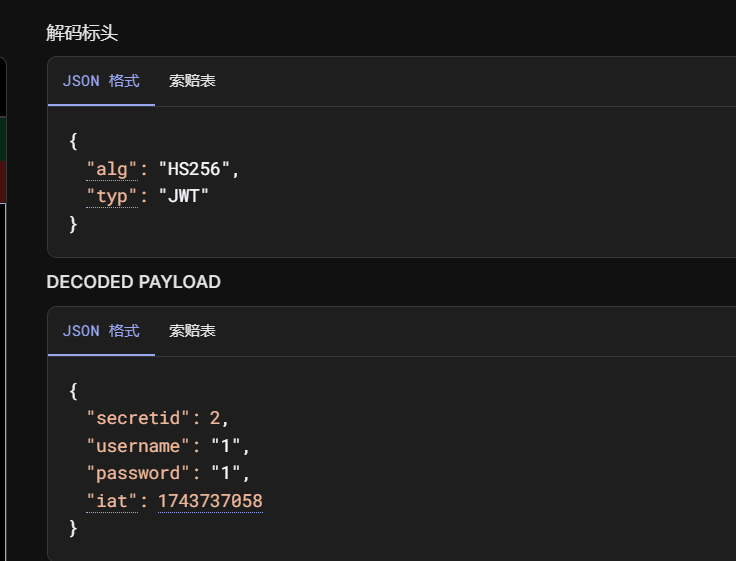 解码标头
JSON 格式 索赔表
{
"alg": "HS256",
"typ": "JWT"
}
DECODED PAYLOAD
JSON 格式 索赔表
{
"secretid": 2,
"username": "1",
"password": "1",
"iat": 1743737058
}